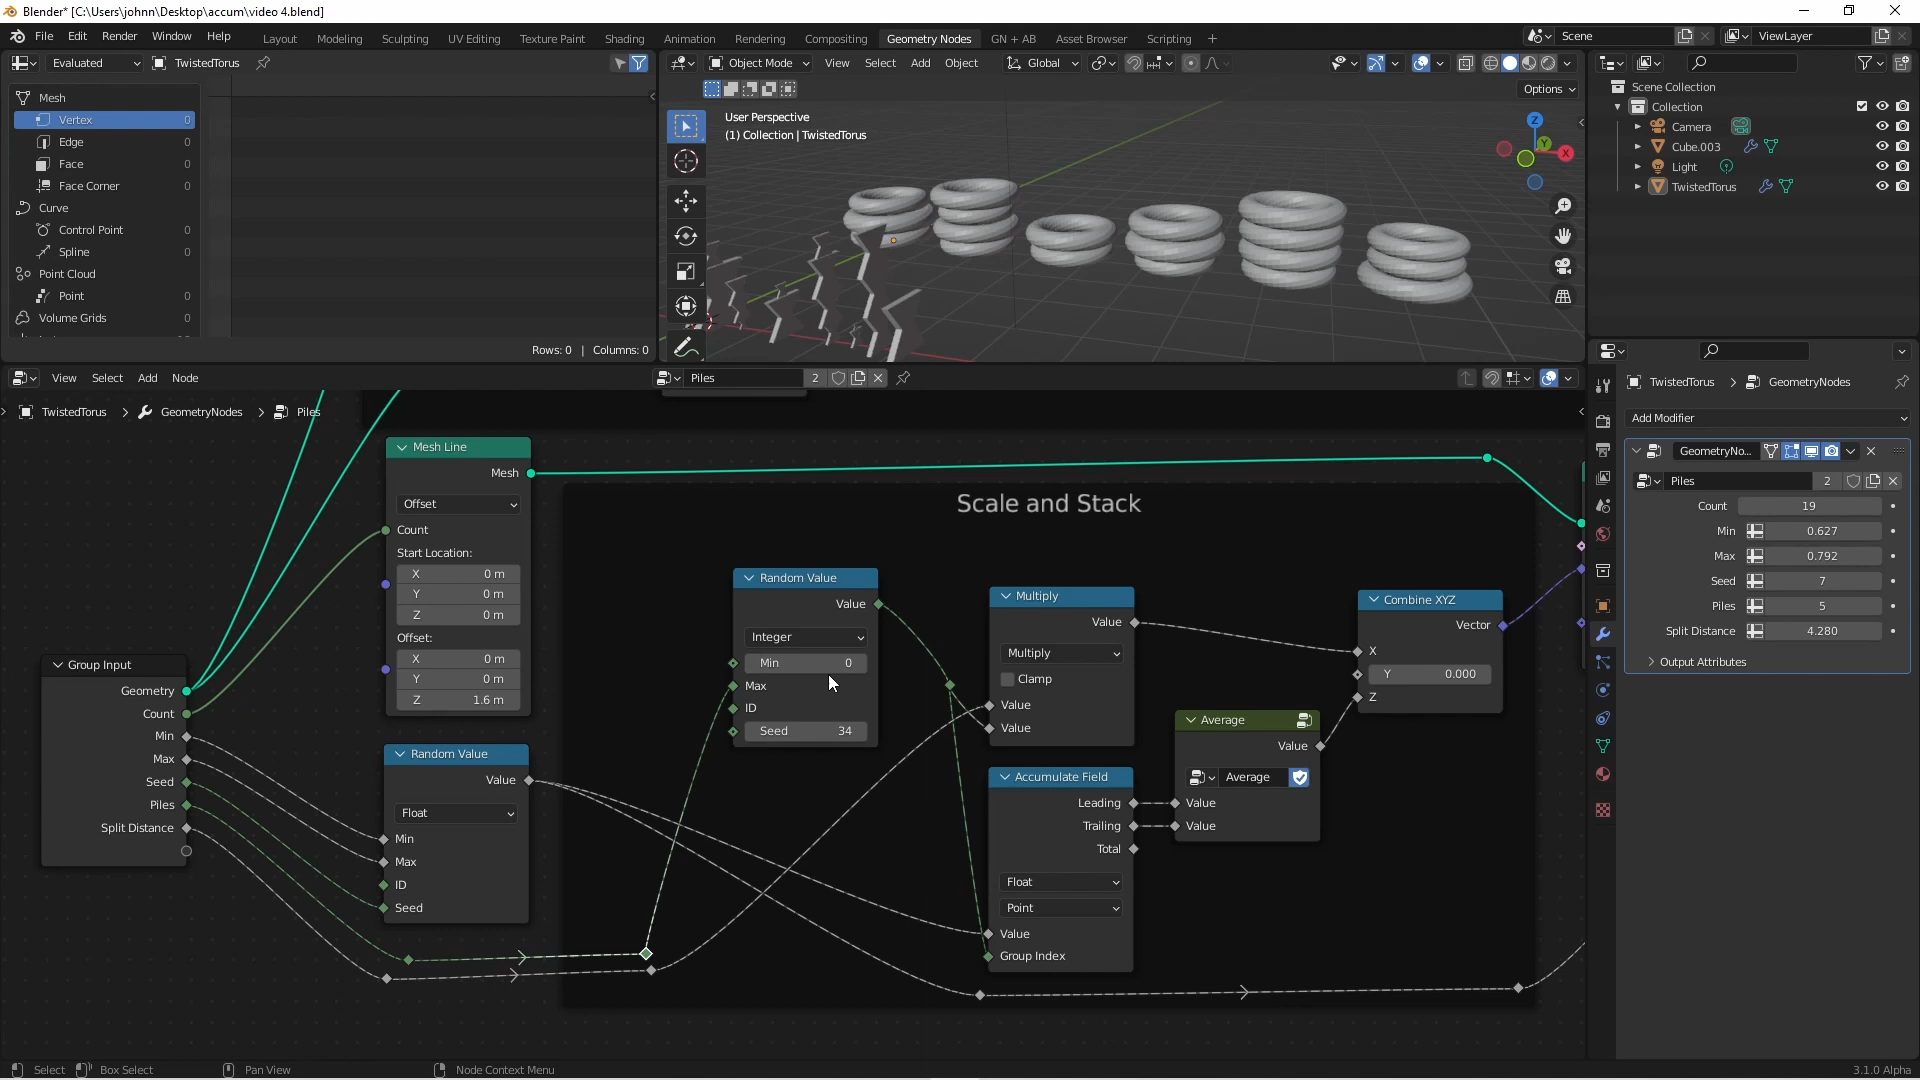 Blender* [C:\Users\johnn\Desktop\accum\video 4.blend]
File Edit Render Window Help
Layout Modeling Sculpting UV Editing Texture Paint Shading Animation Rendering Compositing Geometry Nodes GN + AB Asset Browser Scripting +
Scene
ViewLayer
Evaluated
TwistedTorus
Mesh
Vertex 0
Edge 0
Face 0
Face Corner 0
Curve
Control Point 0
Spline 0
Point Cloud
Point 0
Volume Grids
Rows: 0 | Columns: 0
Object Mode View Select Add Object Global
Options
User Perspective
(1) Collection | TwistedTorus
Z
Y
X
Scene Collection
Collection
Camera
Cube.003
Light
TwistedTorus
View Select Add Node
Piles 2
TwistedTorus > GeometryNodes > Piles
Mesh Line
Mesh
Offset
Count
Start Location:
X 0 m
Y 0 m
Z 0 m
Offset:
X 0 m
Y 0 m
Z 1.6 m
Group Input
Geometry
Count
Min
Max
Seed
Piles
Split Distance
Random Value
Value
Float
Min
Max
ID
Seed
Scale and Stack
Random Value
Value
Integer
Min 0
Max
ID
Seed 34
Multiply
Value
Multiply
Clamp
Value
Value
Accumulate Field
Leading
Trailing
Total
Float
Point
Value
Group Index
Average
Value
Average
Value
Value
Combine XYZ
Vector
X
Y 0.000
Z
TwistedTorus > GeometryNodes
Add Modifier
GeometryNo...
Piles 2
Count 19
Min 0.627
Max 0.792
Seed 7
Piles 5
Split Distance 4.280
Output Attributes
Select Box Select Pan View Node Context Menu
3.1.0 Alpha